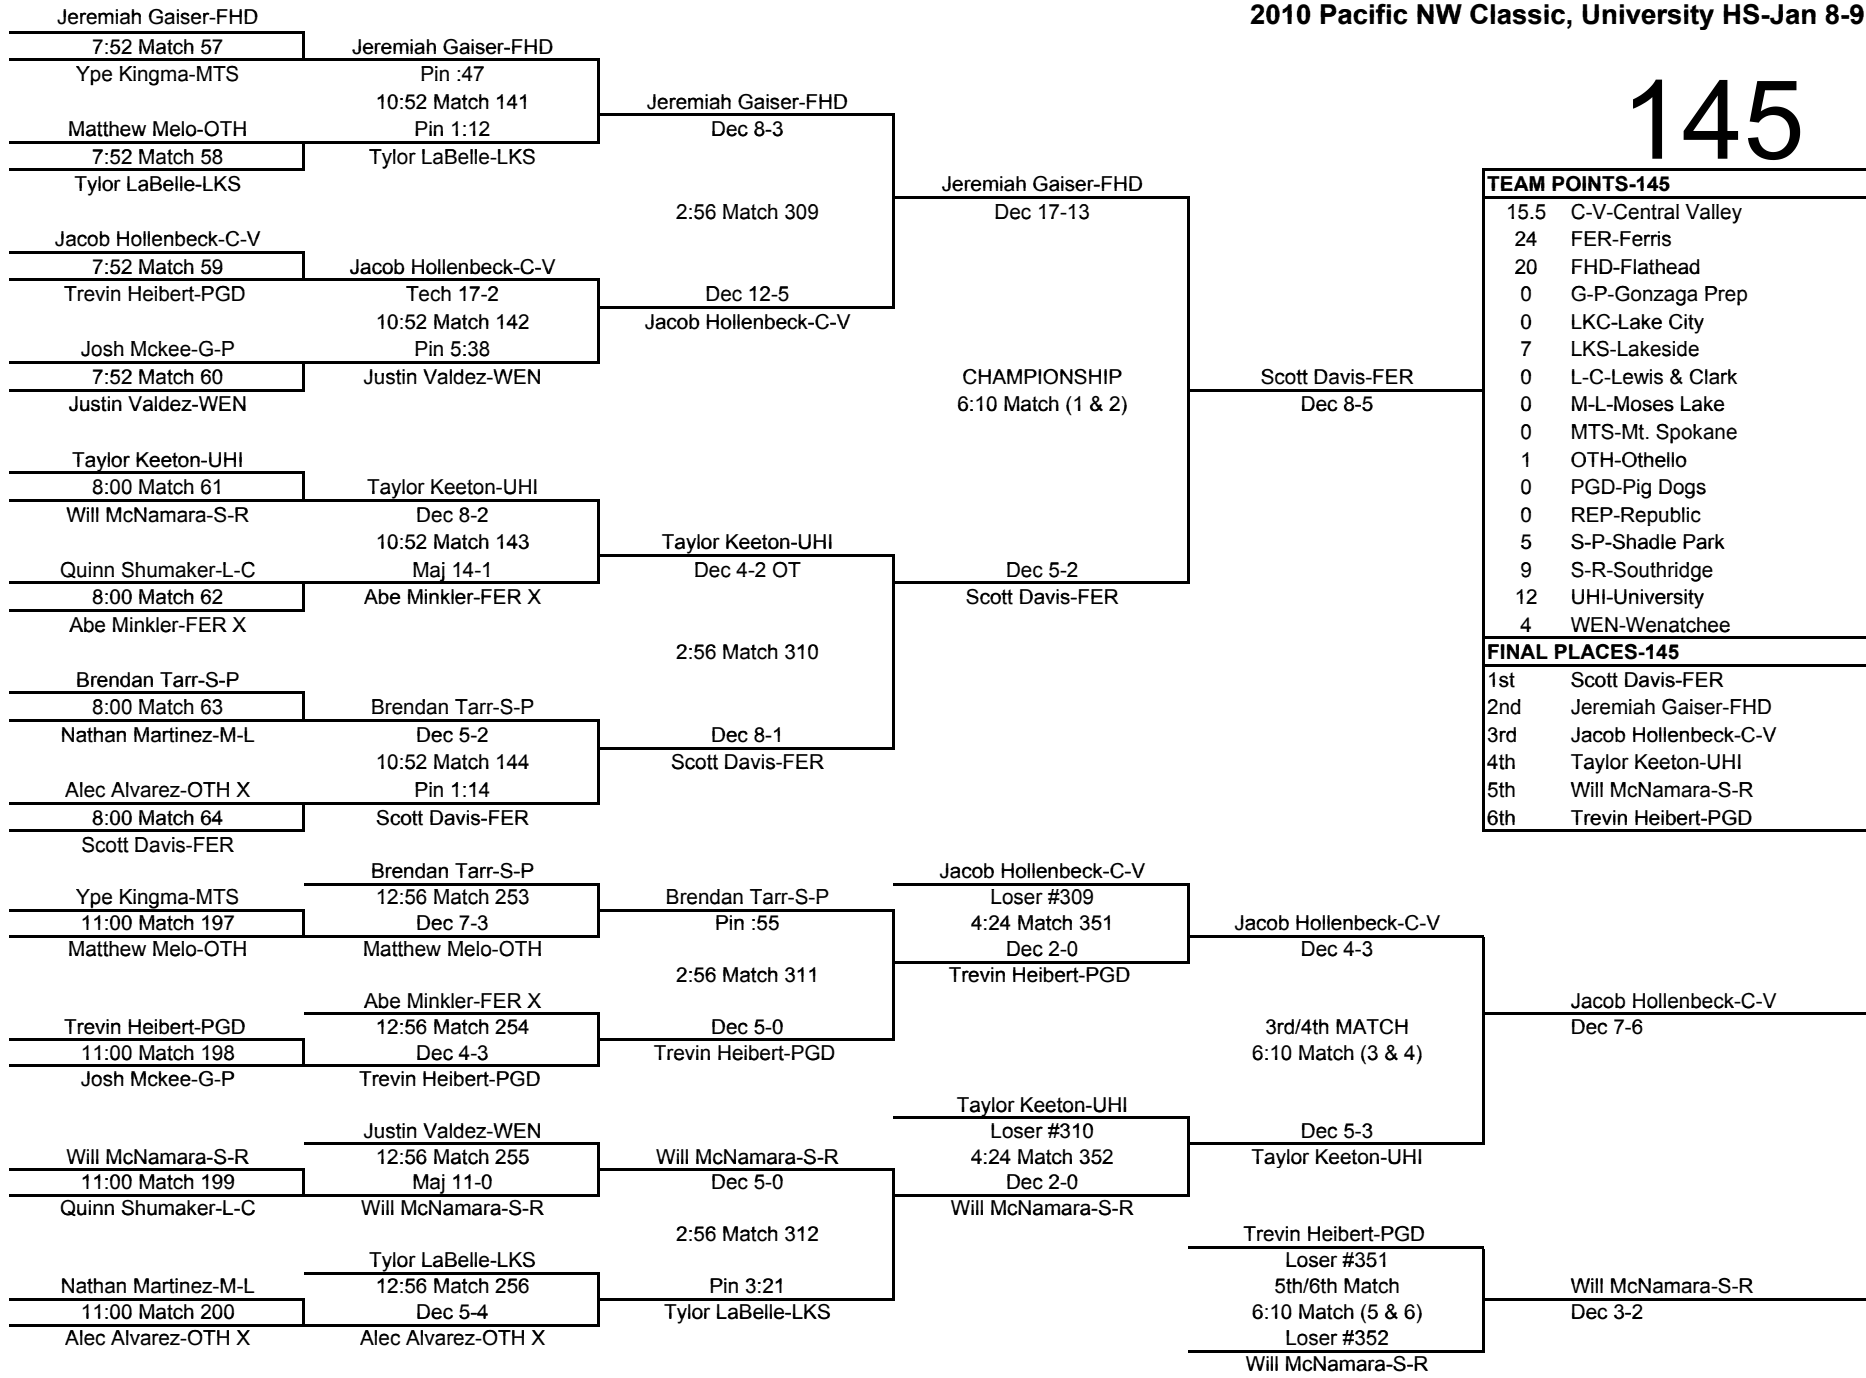 2010 Pacific NW Classic, University HS-Jan 8-9
145
Jeremiah Gaiser-FHD
7:52 Match 57
Ype Kingma-MTS
Matthew Melo-OTH
7:52 Match 58
Tylor LaBelle-LKS
Jacob Hollenbeck-C-V
7:52 Match 59
Trevin Heibert-PGD
Josh Mckee-G-P
7:52 Match 60
Justin Valdez-WEN
Taylor Keeton-UHI
8:00 Match 61
Will McNamara-S-R
Quinn Shumaker-L-C
8:00 Match 62
Abe Minkler-FER X
Brendan Tarr-S-P
8:00 Match 63
Nathan Martinez-M-L
Alec Alvarez-OTH X
8:00 Match 64
Scott Davis-FER
Jeremiah Gaiser-FHD
Pin :47
10:52 Match 141
Pin 1:12
Tylor LaBelle-LKS
Jacob Hollenbeck-C-V
Tech 17-2
10:52 Match 142
Pin 5:38
Justin Valdez-WEN
Taylor Keeton-UHI
Dec 8-2
10:52 Match 143
Maj 14-1
Abe Minkler-FER X
Brendan Tarr-S-P
Dec 5-2
10:52 Match 144
Pin 1:14
Scott Davis-FER
Jeremiah Gaiser-FHD
Dec 8-3
2:56 Match 309
Dec 12-5
Jacob Hollenbeck-C-V
Taylor Keeton-UHI
Dec 4-2 OT
2:56 Match 310
Dec 8-1
Scott Davis-FER
Jeremiah Gaiser-FHD
Dec 17-13
CHAMPIONSHIP
6:10 Match (1 & 2)
Dec 5-2
Scott Davis-FER
Scott Davis-FER
Dec 8-5
TEAM POINTS-145
15.5 C-V-Central Valley
24 FER-Ferris
20 FHD-Flathead
0 G-P-Gonzaga Prep
0 LKC-Lake City
7 LKS-Lakeside
0 L-C-Lewis & Clark
0 M-L-Moses Lake
0 MTS-Mt. Spokane
1 OTH-Othello
0 PGD-Pig Dogs
0 REP-Republic
5 S-P-Shadle Park
9 S-R-Southridge
12 UHI-University
4 WEN-Wenatchee
FINAL PLACES-145
1st Scott Davis-FER
2nd Jeremiah Gaiser-FHD
3rd Jacob Hollenbeck-C-V
4th Taylor Keeton-UHI
5th Will McNamara-S-R
6th Trevin Heibert-PGD
Ype Kingma-MTS
11:00 Match 197
Matthew Melo-OTH
Trevin Heibert-PGD
11:00 Match 198
Josh Mckee-G-P
Will McNamara-S-R
11:00 Match 199
Quinn Shumaker-L-C
Nathan Martinez-M-L
11:00 Match 200
Alec Alvarez-OTH X
Brendan Tarr-S-P
12:56 Match 253
Dec 7-3
Matthew Melo-OTH
Abe Minkler-FER X
12:56 Match 254
Dec 4-3
Trevin Heibert-PGD
Justin Valdez-WEN
12:56 Match 255
Maj 11-0
Will McNamara-S-R
Tylor LaBelle-LKS
12:56 Match 256
Dec 5-4
Alec Alvarez-OTH X
Brendan Tarr-S-P
Pin :55
2:56 Match 311
Dec 5-0
Trevin Heibert-PGD
Will McNamara-S-R
Dec 5-0
2:56 Match 312
Pin 3:21
Tylor LaBelle-LKS
Jacob Hollenbeck-C-V
Loser #309
4:24 Match 351
Dec 2-0
Trevin Heibert-PGD
Taylor Keeton-UHI
Loser #310
4:24 Match 352
Dec 2-0
Will McNamara-S-R
Jacob Hollenbeck-C-V
Dec 4-3
3rd/4th MATCH
6:10 Match (3 & 4)
Dec 5-3
Taylor Keeton-UHI
Trevin Heibert-PGD
Loser #351
5th/6th Match
6:10 Match (5 & 6)
Loser #352
Will McNamara-S-R
Jacob Hollenbeck-C-V
Dec 7-6
Will McNamara-S-R
Dec 3-2